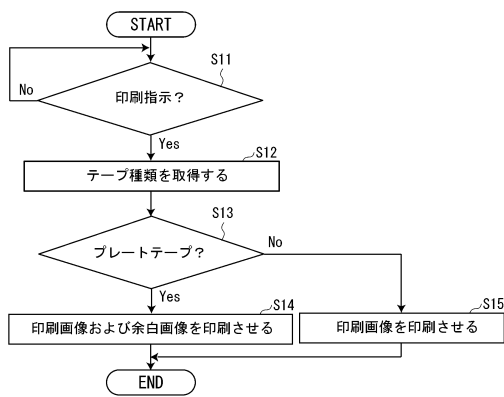 START
S11
印刷指示？
No
Yes
S12
テープ種類を取得する
S13
プレートテープ？
No
Yes
S14
印刷画像および余白画像を印刷させる
S15
印刷画像を印刷させる
END